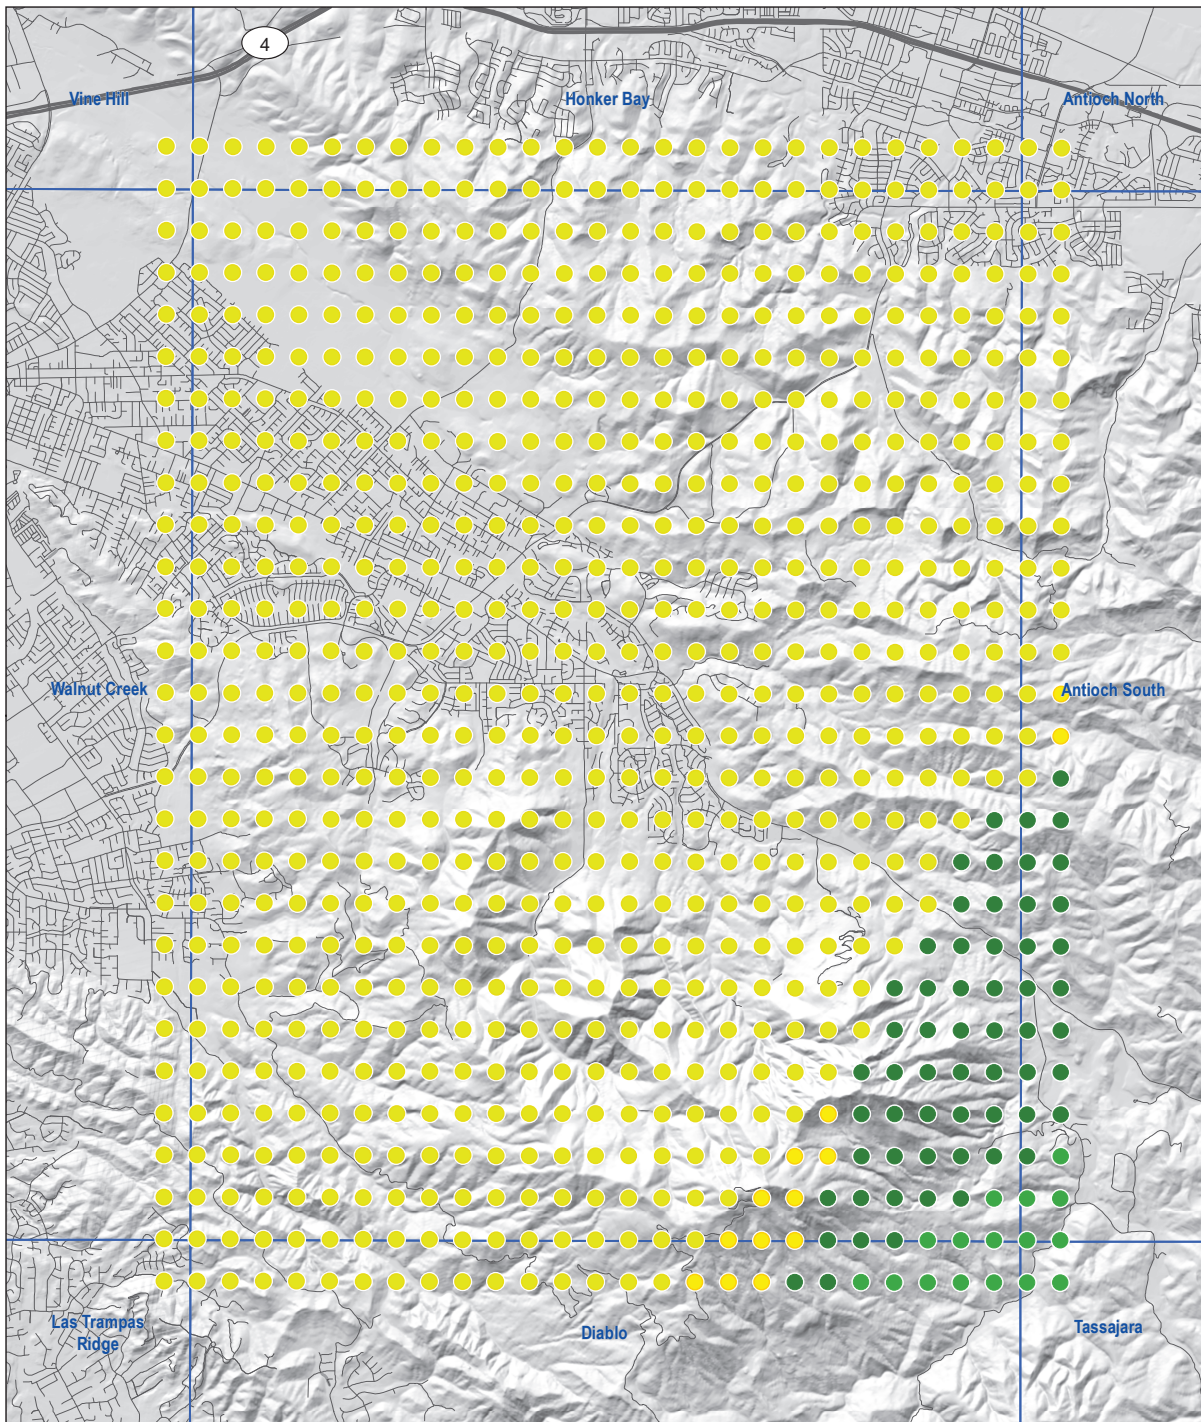 4
Vine Hill
Honker Bay
Antioch North
Walnut Creek
Antioch South
Las Trampas
Ridge
Diablo
Tassajara